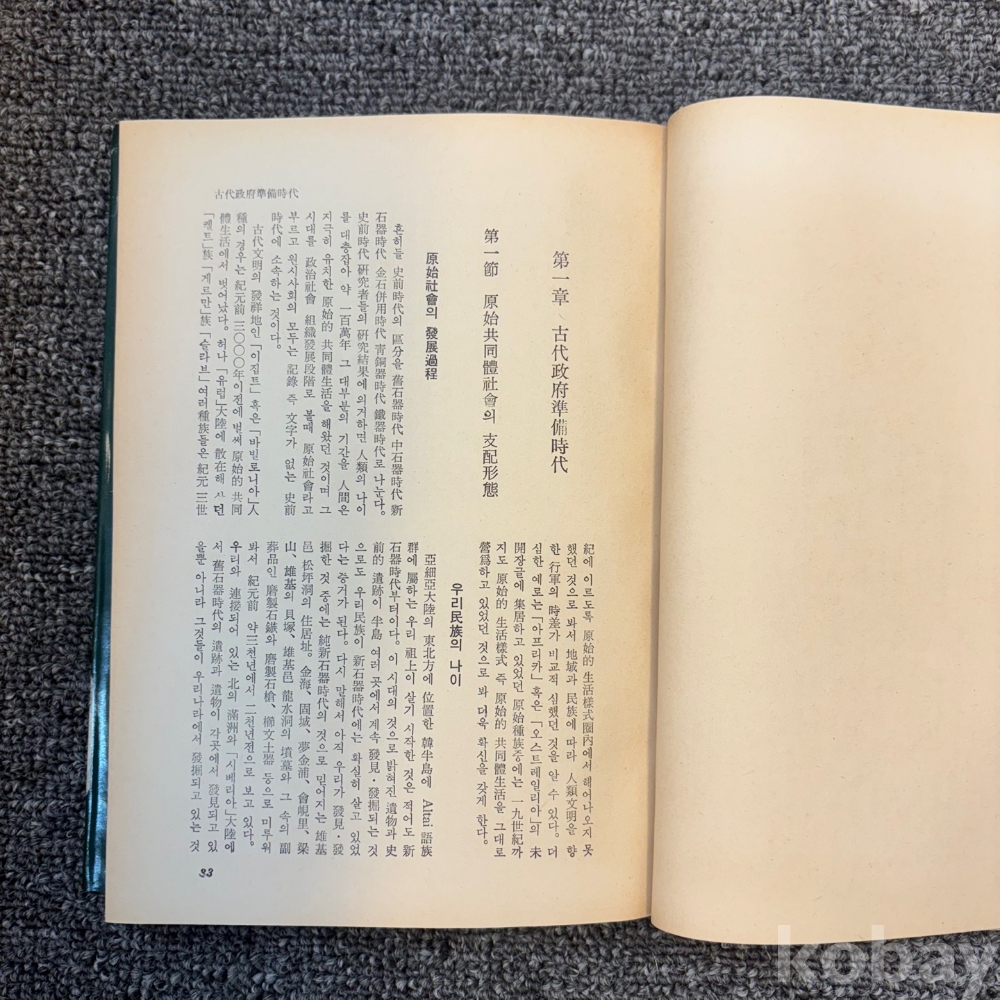 古代政府準備時代
第一章 古代政府準備時代
第一節 原始共同體社會의 支配形態
原始社會의 發展過程
흔히들 史前時代의 區分을 舊石器時代 中石器時代 新
石器時代 金石併用時代 靑銅器時代 鐵器時代로 나눈다。
史前時代 硏究者들의 硏究結果에 의거하면 人類의 나이
를 대충잡아 약 一百萬年 그 대부분의 기간을 人間은
지극히 유치한 原始的 共同體生活을 해왔던 것이며 그
시대를 政治社會 組織發展段階로 볼때 原始社會라고
부르고 원시사회의 모두는 記錄 즉 文字가 없는 史前
時代에 소속하는 것이다。
古代文明의 發祥地인「이집트」혹은「바빌로니아」人
種의 경우는 紀元前 三〇〇〇年이전에 벌써 原始的 共同
體生活에서 벗어났다。허나「유럽」大陸에 散在해 있던
「켈트」族「게르만」族「슬라브」여러 種族들은 紀元 三世
紀에 이르도록 原始的 生活樣式圈內에서 헤어나오지 못
했던 것으로 봐서 地域과 民族에 따라 人類文明을 향
한 行軍의 時差가 비교적 심했던 것을 알 수 있다。더
심한 예로는「아프리카」혹은「오스트레일리아」의 未
開장글에 集居하고 있었던 原始種族중에는 一九世紀까
지도 原始的 生活樣式 즉 原始的 共同體生活을 그대로
營爲하고 있었던 것으로 봐 더욱 확신을 갖게 한다。
우리民族의 나이
亞細亞大陸의 東北方에 位置한 韓半島에 Altai 語族
群에 屬하는 우리 祖上이 살기 시작한 것은 적어도 新
石器時代부터이다。이 시대의 것으로 밝혀진 遺物과 史
前的 遺跡이 半島 여러 곳에서 계속 發見・發掘되는 것
으로도 우리民族이 新石器時代에는 확실히 살고 있었
다는 증거가 된다。다시 말해서 아직 우리가 發見・發
掘한 것 중에는 純新石器時代의 것으로 믿어지는 雄基
邑 松坪洞의 住居址。金海、固城、夢金浦、會峴里、梁
山、雄基의 貝塚、雄基邑 龍水洞의 墳墓와 그 속의 副
葬品인 磨製石鏃와 磨製石槍、櫛文土器 등으로 미루워
봐서 紀元前 약 三천년에서 二천년전으로 보고 있다。
우리와 連接되어 있는 北의 滿洲와「시베리아」大陸에
서 舊石器時代의 遺跡과 遺物이 각곳에서 發見되고 있
을뿐 아니라 그것들이 우리나라에서 發掘되고 있는 것
33
kobay